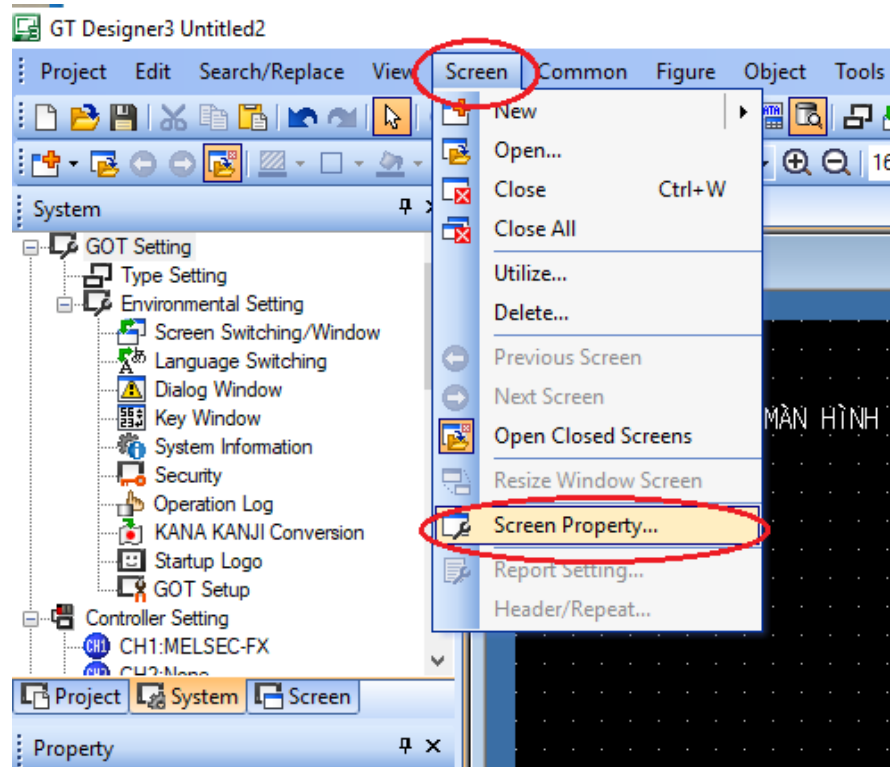 GT Designer3 Untitled2
Project Edit Search/Replace View Screen Common Figure Object Tools
New
Open...
16
Close Ctrl+W
System
Close All
GOT Setting
Type Setting
Utilize...
Environmental Setting
Delete...
Screen Switching/Window
Language Switching
Previous Screen
Dialog Window
Next Screen
Key Window
MÀN HÌNH
System Information
Open Closed Screens
Security
Resize Window Screen
Operation Log
KANA KANJI Conversion
Screen Property...
Startup Logo
Report Setting...
GOT Setup
Header/Repeat...
Controller Setting
CH1 CH1:MELSEC-FX
CH2:None
Project System Screen
Property